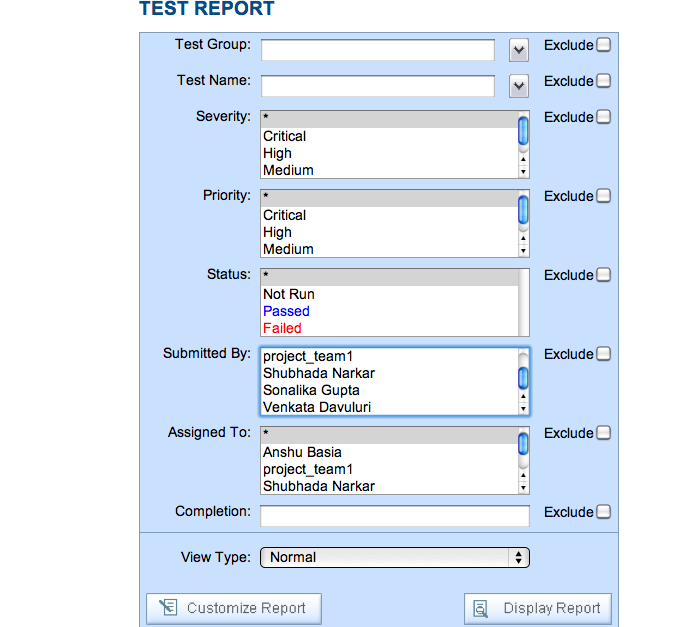 TEST REPORT
Test Group: Exclude
Test Name: Exclude
Severity: * Exclude
Critical
High
Medium
Priority: * Exclude
Critical
High
Medium
Status: * Exclude
Not Run
Passed
Failed
Submitted By: project_team1 Exclude
Shubhada Narkar
Sonalika Gupta
Venkata Davuluri
Assigned To: * Exclude
Anshu Basia
project_team1
Shubhada Narkar
Completion: Exclude
View Type: Normal
Customize Report Display Report